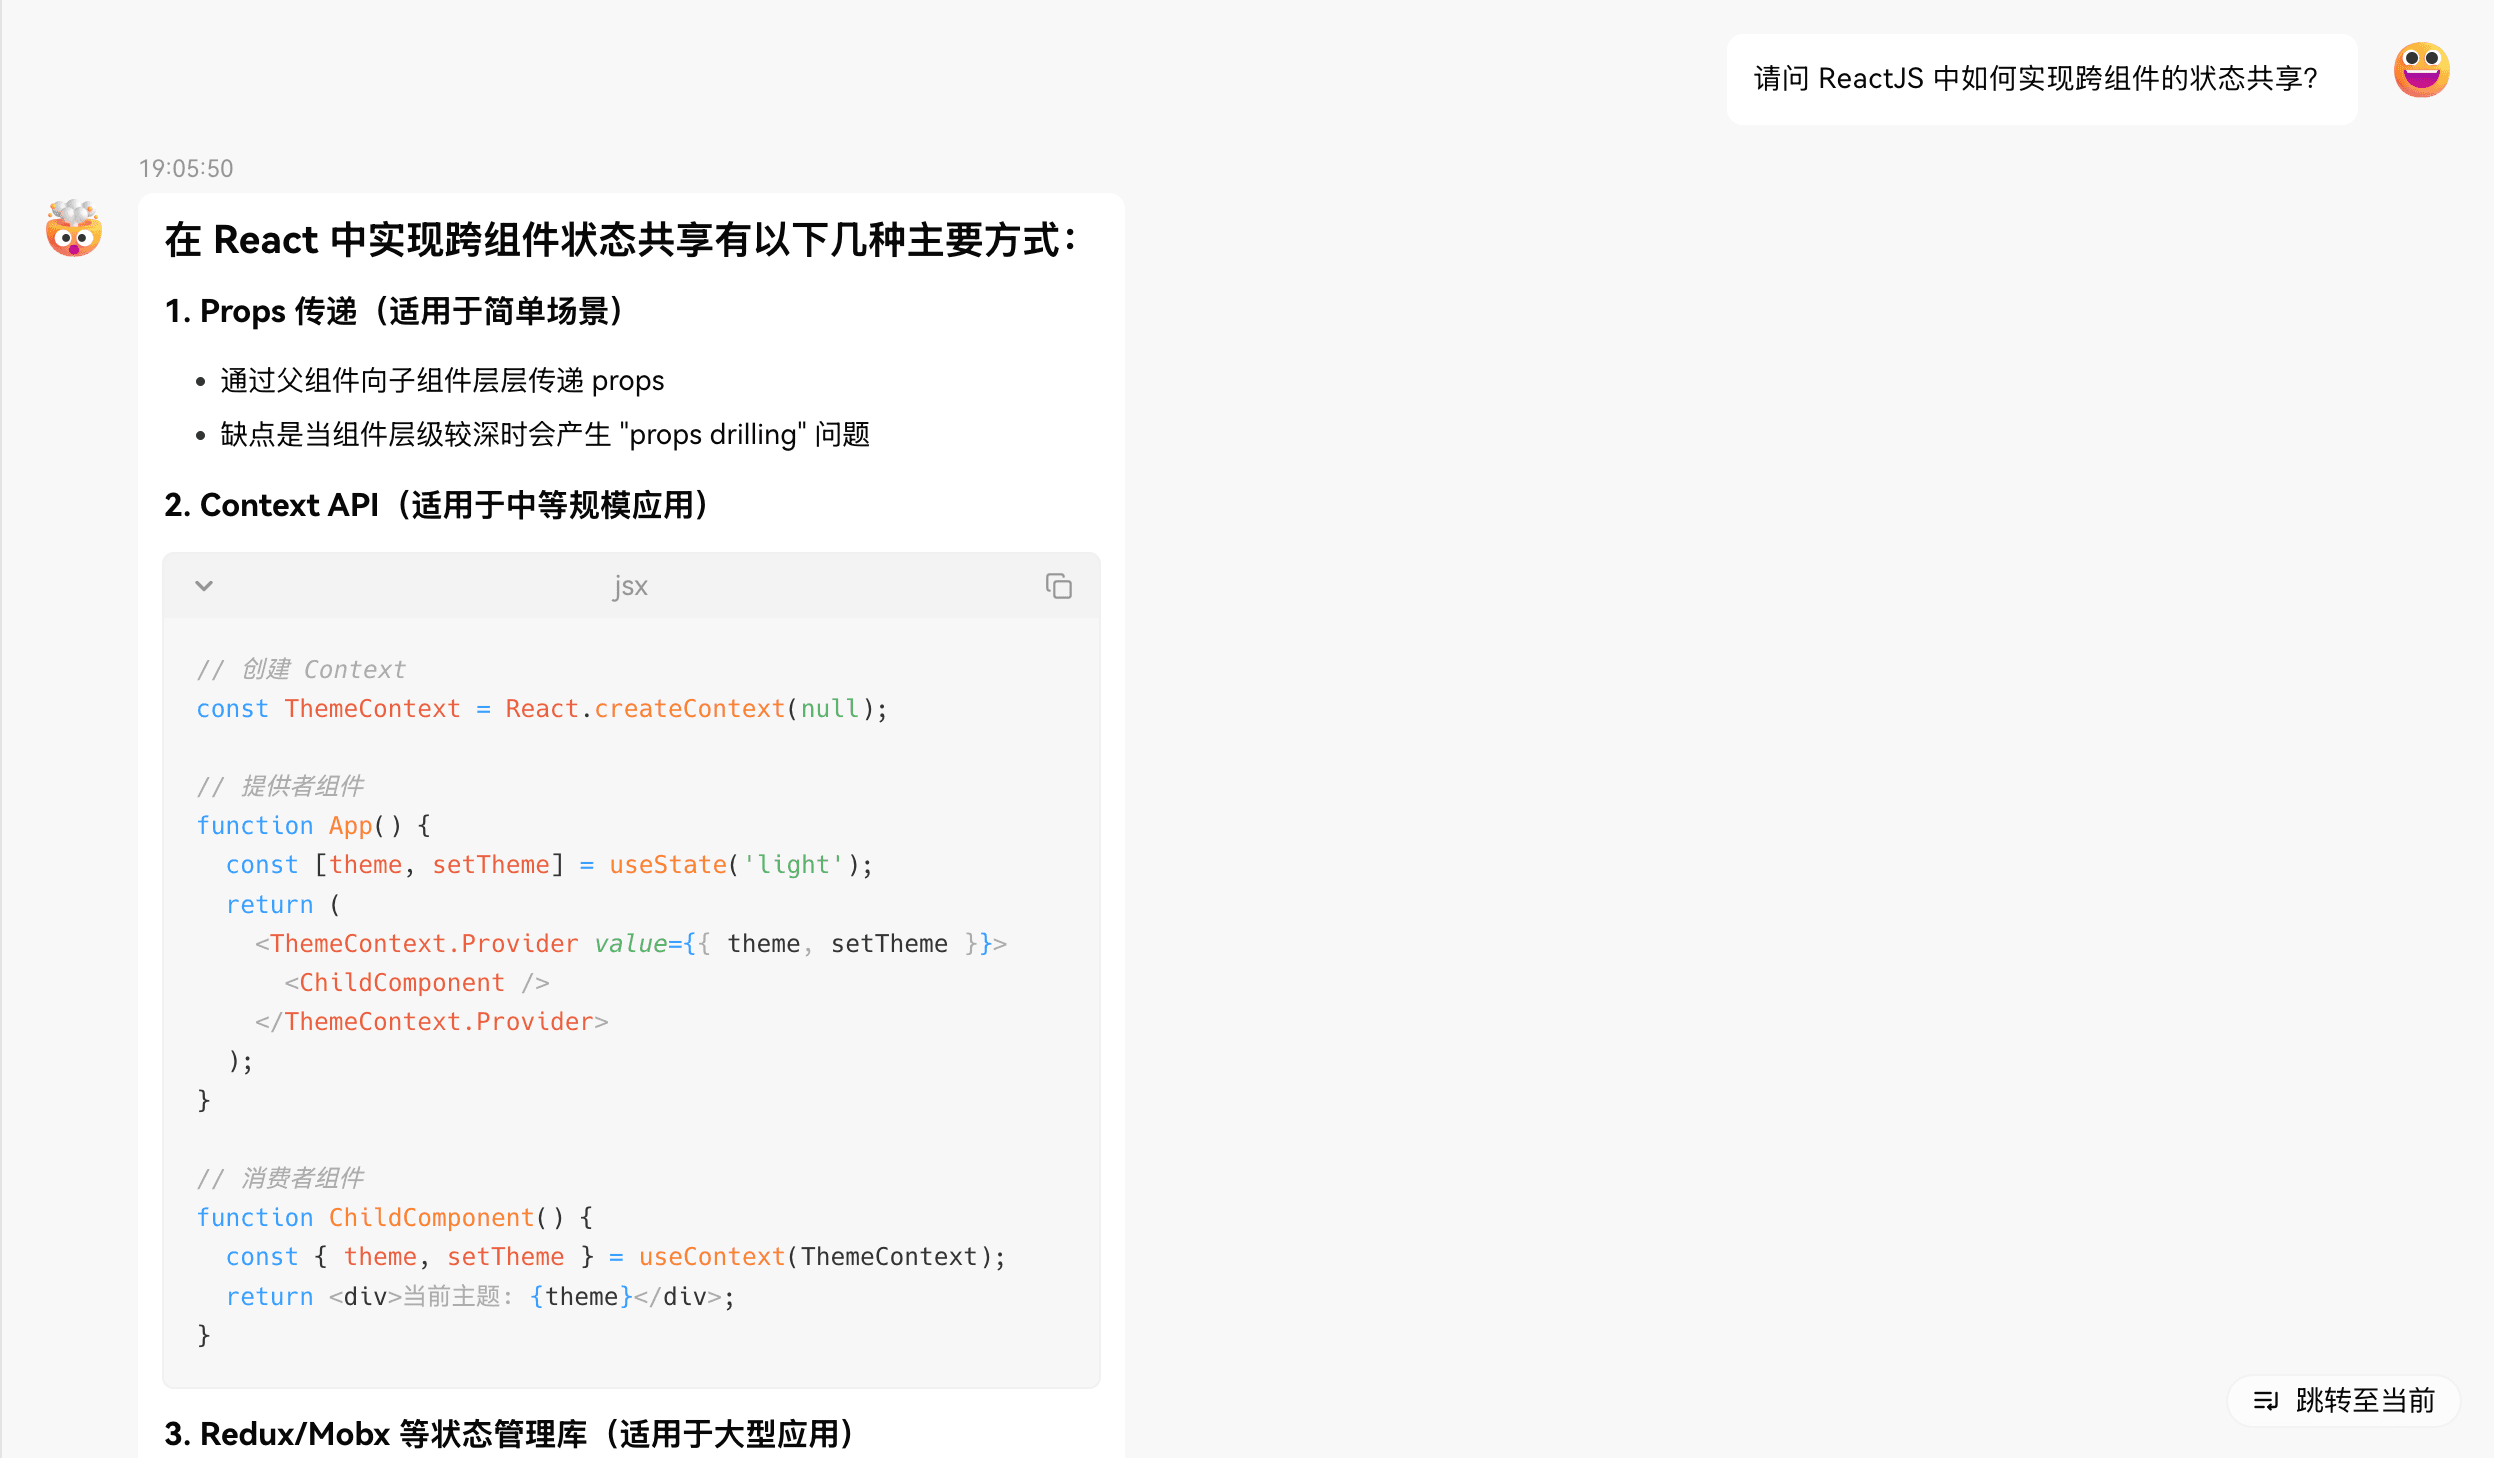 请问 ReactJS 中如何实现跨组件的状态共享？
19:05:50
在 React 中实现跨组件状态共享有以下几种主要方式：
1. Props 传递（适用于简单场景）
• 通过父组件向子组件层层传递 props
• 缺点是当组件层级较深时会产生 "props drilling" 问题
2. Context API（适用于中等规模应用）
jsx
// 创建 Context
const ThemeContext = React.createContext(null);
// 提供者组件
function App() {
  const [theme, setTheme] = useState('light');
  return (
    <ThemeContext.Provider value={{ theme, setTheme }}>
      <ChildComponent />
    </ThemeContext.Provider>
  );
}
// 消费者组件
function ChildComponent() {
  const { theme, setTheme } = useContext(ThemeContext);
  return <div>当前主题: {theme}</div>;
}
3. Redux/Mobx 等状态管理库（适用于大型应用）
跳转至当前